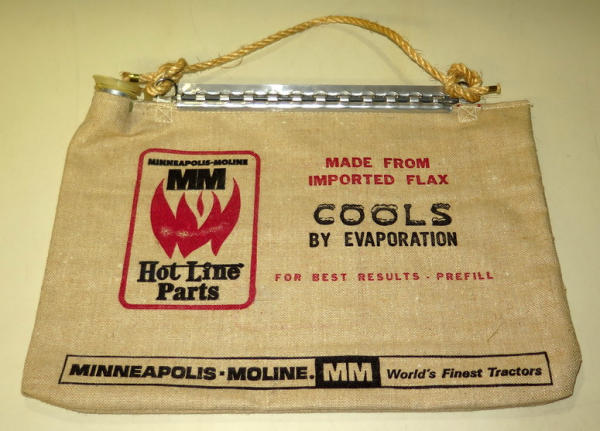 MINNEAPOLIS-MOLINE
MM
Hot Line
Parts
MADE FROM
IMPORTED FLAX
COOLS
BY EVAPORATION
FOR BEST RESULTS - PREFILL
MINNEAPOLIS-MOLINE. MM World's Finest Tractors